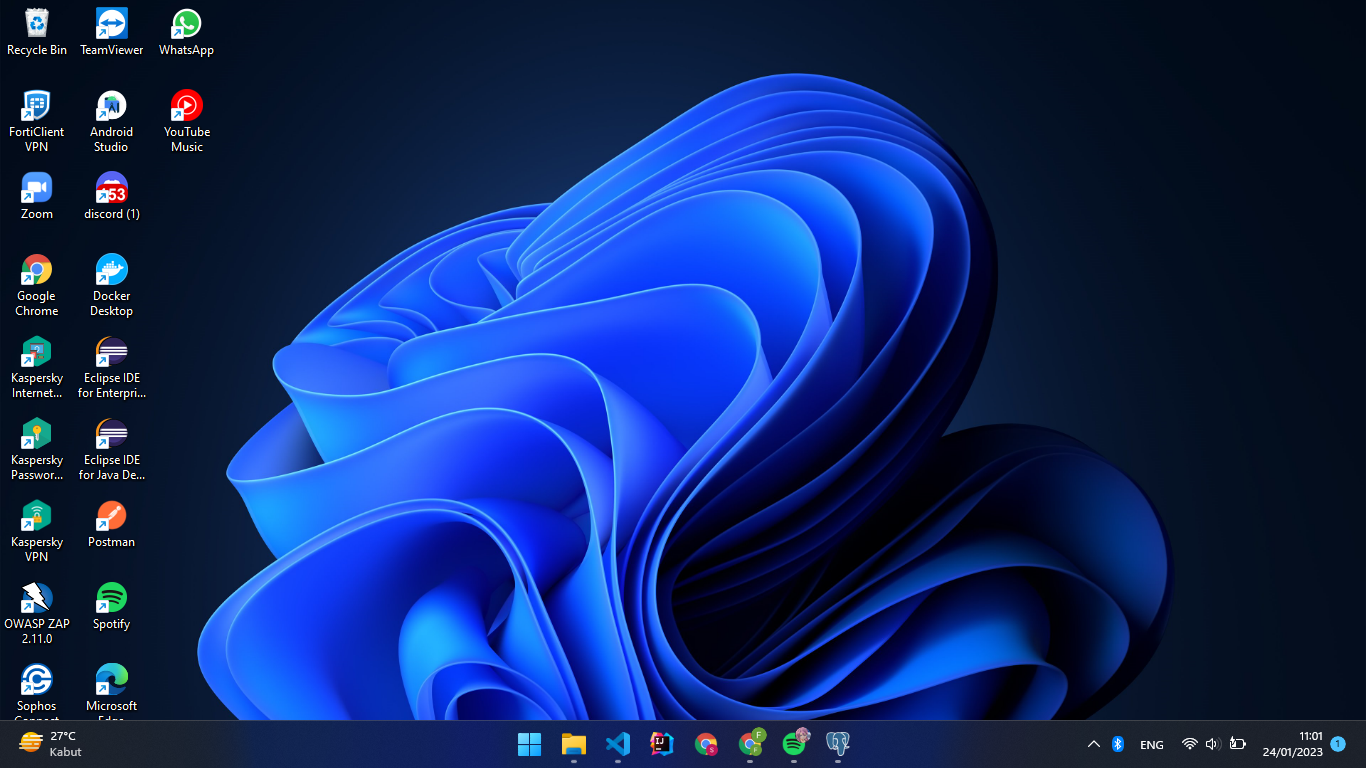 Recycle Bin
TeamViewer
WhatsApp
FortiClient
VPN
Android
Studio
YouTube
Music
Zoom
53
discord (1)
Google
Chrome
Docker
Desktop
Kaspersky
Internet...
Eclipse IDE
for Enterpri...
Kaspersky
Passwor...
Eclipse IDE
for Java De...
Kaspersky
VPN
Postman
OWASP ZAP
2.11.0
Spotify
Sophos
Connect
Microsoft
Edge
27°C
Kabut
IJ
S
F
F
ENG
11:01
24/01/2023
1